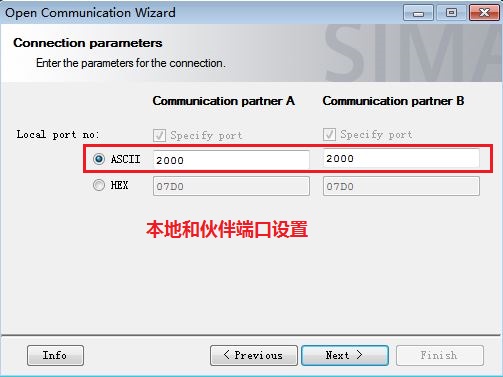 Open Communication Wizard
Connection parameters
Enter the parameters for the connection.
SIMA
Communication partner A
Communication partner B
Local port no:
Specify port
Specify port
ASCII
2000
2000
HEX
07D0
07D0
本地和伙伴端口设置
Info
< Previous
Next >
Finish